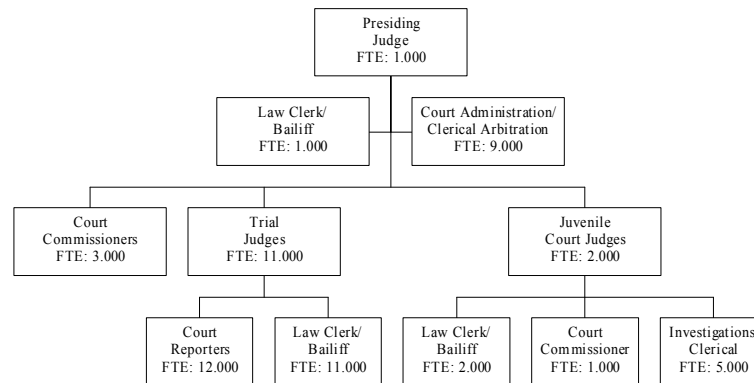 Presiding
Judge
FTE: 1.000
Law Clerk/
Bailiff
FTE: 1.000
Court Administration/
Clerical Arbitration
FTE: 9.000
Court
Commissioners
FTE: 3.000
Trial
Judges
FTE: 11.000
Juvenile
Court Judges
FTE: 2.000
Court
Reporters
FTE: 12.000
Law Clerk/
Bailiff
FTE: 11.000
Law Clerk/
Bailiff
FTE: 2.000
Court
Commissioner
FTE: 1.000
Investigations
Clerical
FTE: 5.000